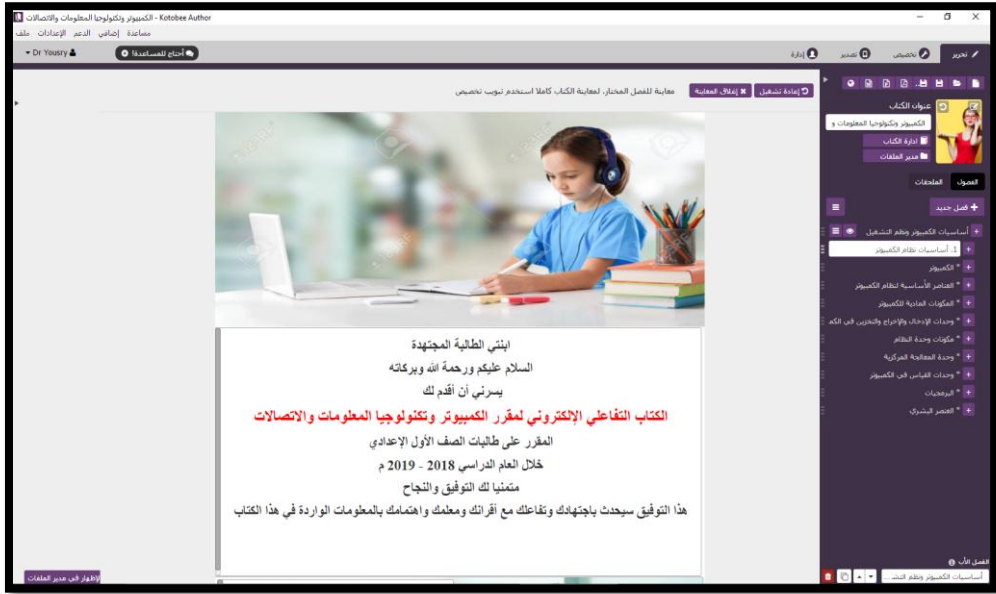 الكمبيوتر وتكنولوجيا المعلومات والاتصالات - Kotobee Author
ملف الإعدادات الدعم إضافي مساعدة
تحرير تخصيص تصدير إدارة
أحتاج للمساعدة!
Dr Yousry
عنوان الكتاب
الكمبيوتر وتكنولوجيا المعلومات و
ادارة الكتاب
مدير الملفات
الفصول الملحقات
فصل جديد
أساسيات الكمبيوتر ونظم التشغيل
1. أساسيات نظام الكمبيوتر
* الكمبيوتر
* العناصر الأساسية لنظام الكمبيوتر
* المكونات المادية للكمبيوتر
* وحدات الإدخال والإخراج والتخزين في الكم
* مكونات وحدة النظام
* وحدة المعالجة المركزية
* وحدات القياس في الكمبيوتر
* البرمجيات
* العنصر البشري
الفصل الأب
أساسيات الكمبيوتر ونظم التشـ ...
إعادة تشغيل إغلاق المعاينة معاينة للفصل المختار. لمعاينة الكتاب كاملا استخدم تبويب تخصيص
123RF
ابنتي الطالبة المجتهدة
السلام عليكم ورحمة الله وبركاته
يسرني أن أقدم لك
الكتاب التفاعلي الإلكتروني لمقرر الكمبيوتر وتكنولوجيا المعلومات والاتصالات
المقرر على طالبات الصف الأول الإعدادي
خلال العام الدراسي 2018 - 2019 م
متمنيا لك التوفيق والنجاح
هذا التوفيق سيحدث باجتهادك وتفاعلك مع أقرانك ومعلمك واهتمامك بالمعلومات الواردة في هذا الكتاب
الإظهار في مدير الملفات